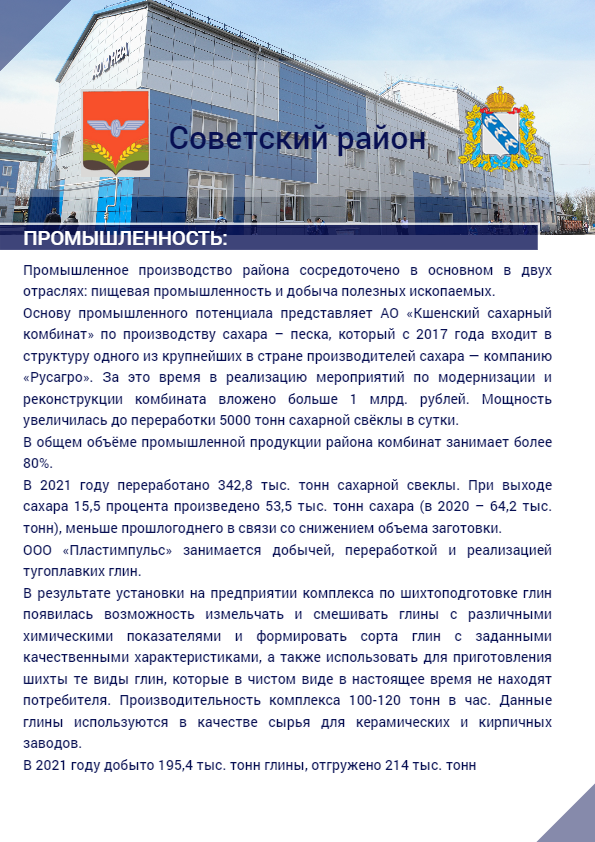 Советский район
ПРОМЫШЛЕННОСТЬ:
Промышленное производство района сосредоточено в основном в двух
отраслях: пищевая промышленность и добыча полезных ископаемых.
Основу промышленного потенциала представляет АО «Кшенский сахарный
комбинат» по производству сахара – песка, который с 2017 года входит в
структуру одного из крупнейших в стране производителей сахара — компанию
«Русагро». За это время в реализацию мероприятий по модернизации и
реконструкции комбината вложено больше 1 млрд. рублей. Мощность
увеличилась до переработки 5000 тонн сахарной свёклы в сутки.
В общем объёме промышленной продукции района комбинат занимает более
80%.
В 2021 году переработано 342,8 тыс. тонн сахарной свеклы. При выходе
сахара 15,5 процента произведено 53,5 тыс. тонн сахара (в 2020 – 64,2 тыс.
тонн), меньше прошлогоднего в связи со снижением объема заготовки.
ООО «Пластимпульс» занимается добычей, переработкой и реализацией
тугоплавких глин.
В результате установки на предприятии комплекса по шихтоподготовке глин
появилась возможность измельчать и смешивать глины с различными
химическими показателями и формировать сорта глин с заданными
качественными характеристиками, а также использовать для приготовления
шихты те виды глин, которые в чистом виде в настоящее время не находят
потребителя. Производительность комплекса 100-120 тонн в час. Данные
глины используются в качестве сырья для керамических и кирпичных
заводов.
В 2021 году добыто 195,4 тыс. тонн глины, отгружено 214 тыс. тонн